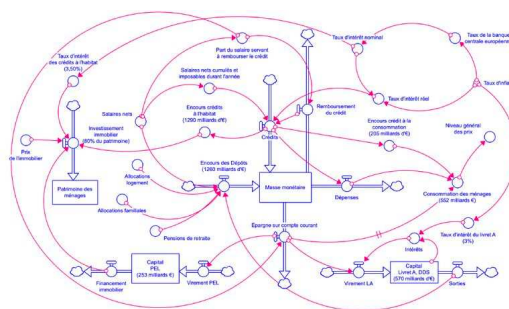 Taux d'intérêt
des crédits à l'habitat
(3,50%)
Part du salaire servant
à rembourser le crédit
Taux d'intérêt nominal
Taux de la banque
centrale européenne
Salaires nets cumulés et
imposables durant l'année
Taux d'infla
Taux d'intérêt réel
Salaires nets
Encours crédits
à l'habitat
(1290 milliards d'€)
Remboursement
du crédit
Encours crédit à la
consommation
(205 milliards d'€)
Niveau général
des prix
Investissement
immobilier
(80% du patrimoine)
Crédits
Prix
de l'immobilier
Patrimoine des
ménages
Allocations
logement
Encours des Dépôts
(1260 milliards d'€)
Masse monétaire
Dépenses
Consommation des ménages
(552 milliards €)
Allocations familiales
Pensions de retraite
Épargne sur compte courant
Taux d'intérêt du livret A
(3%)
Intérêts
Capital
PEL
(253 milliards €)
Financement
immobilier
Virement PEL
Virement LA
Capital
Livret A, DDS
(570 milliards d'€)
Sorties